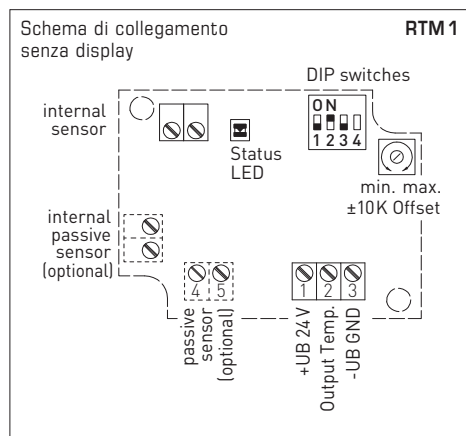 Schema di collegamento
senza display
RTM 1
DIP switches
internal
sensor
ON
1 2 3 4
Status
LED
min. max.
±10K Offset
internal
passive
sensor
(optional)
4 5
1 2 3
passive
sensor
(optional)
+UB 24V
Output Temp.
-UB GND